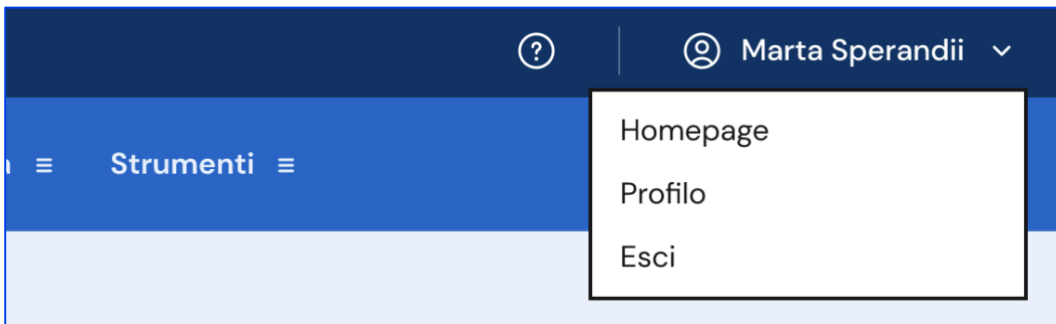 Marta Sperandii
Strumenti
Homepage
Profilo
Esci